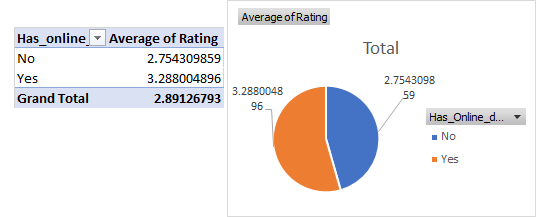 Has_online_ Average of Rating
No 2.754309859
Yes 3.288004896
Grand Total 2.89126793
Average of Rating
Total
3.2880048
96
2.7543098
59
Has_Online_d...
No
Yes